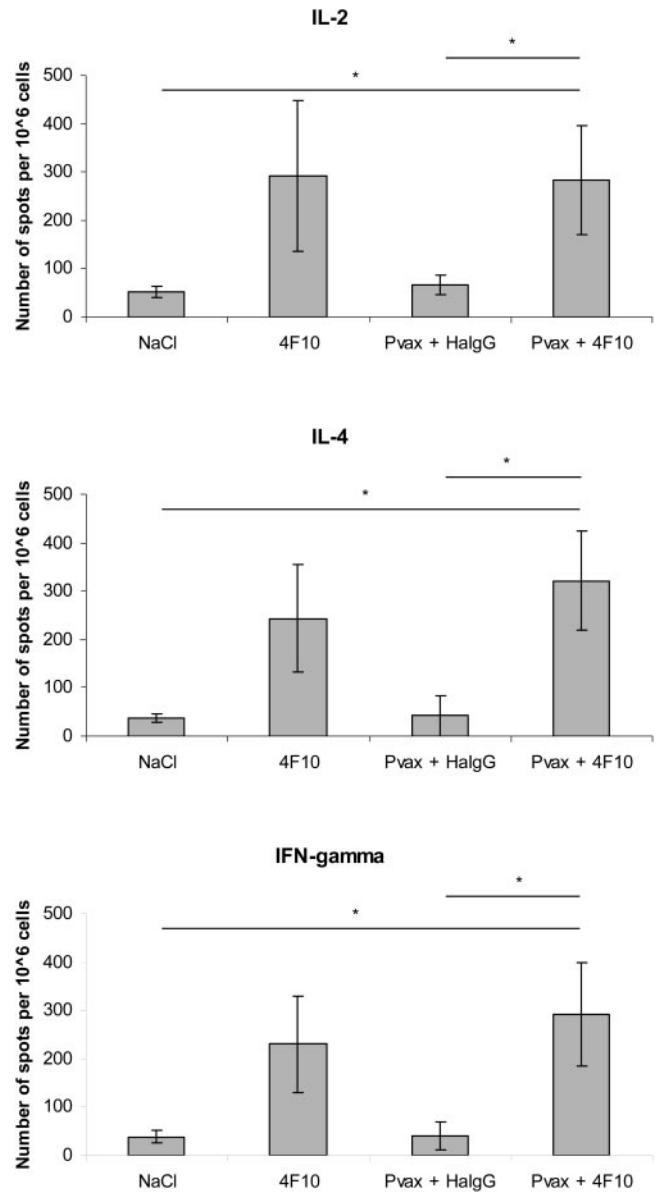 IL-2
*
*
Number of spots per 10^6 cells
500
400
300
200
100
0
NaCl 4F10 Pvax + HaIgG Pvax + 4F10
IL-4
*
*
Number of spots per 10^6 cells
500
400
300
200
100
0
NaCl 4F10 Pvax + HaIgG Pvax + 4F10
IFN-gamma
*
*
Number of spots per 10^6 cells
500
400
300
200
100
0
NaCl 4F10 Pvax + HaIgG Pvax + 4F10